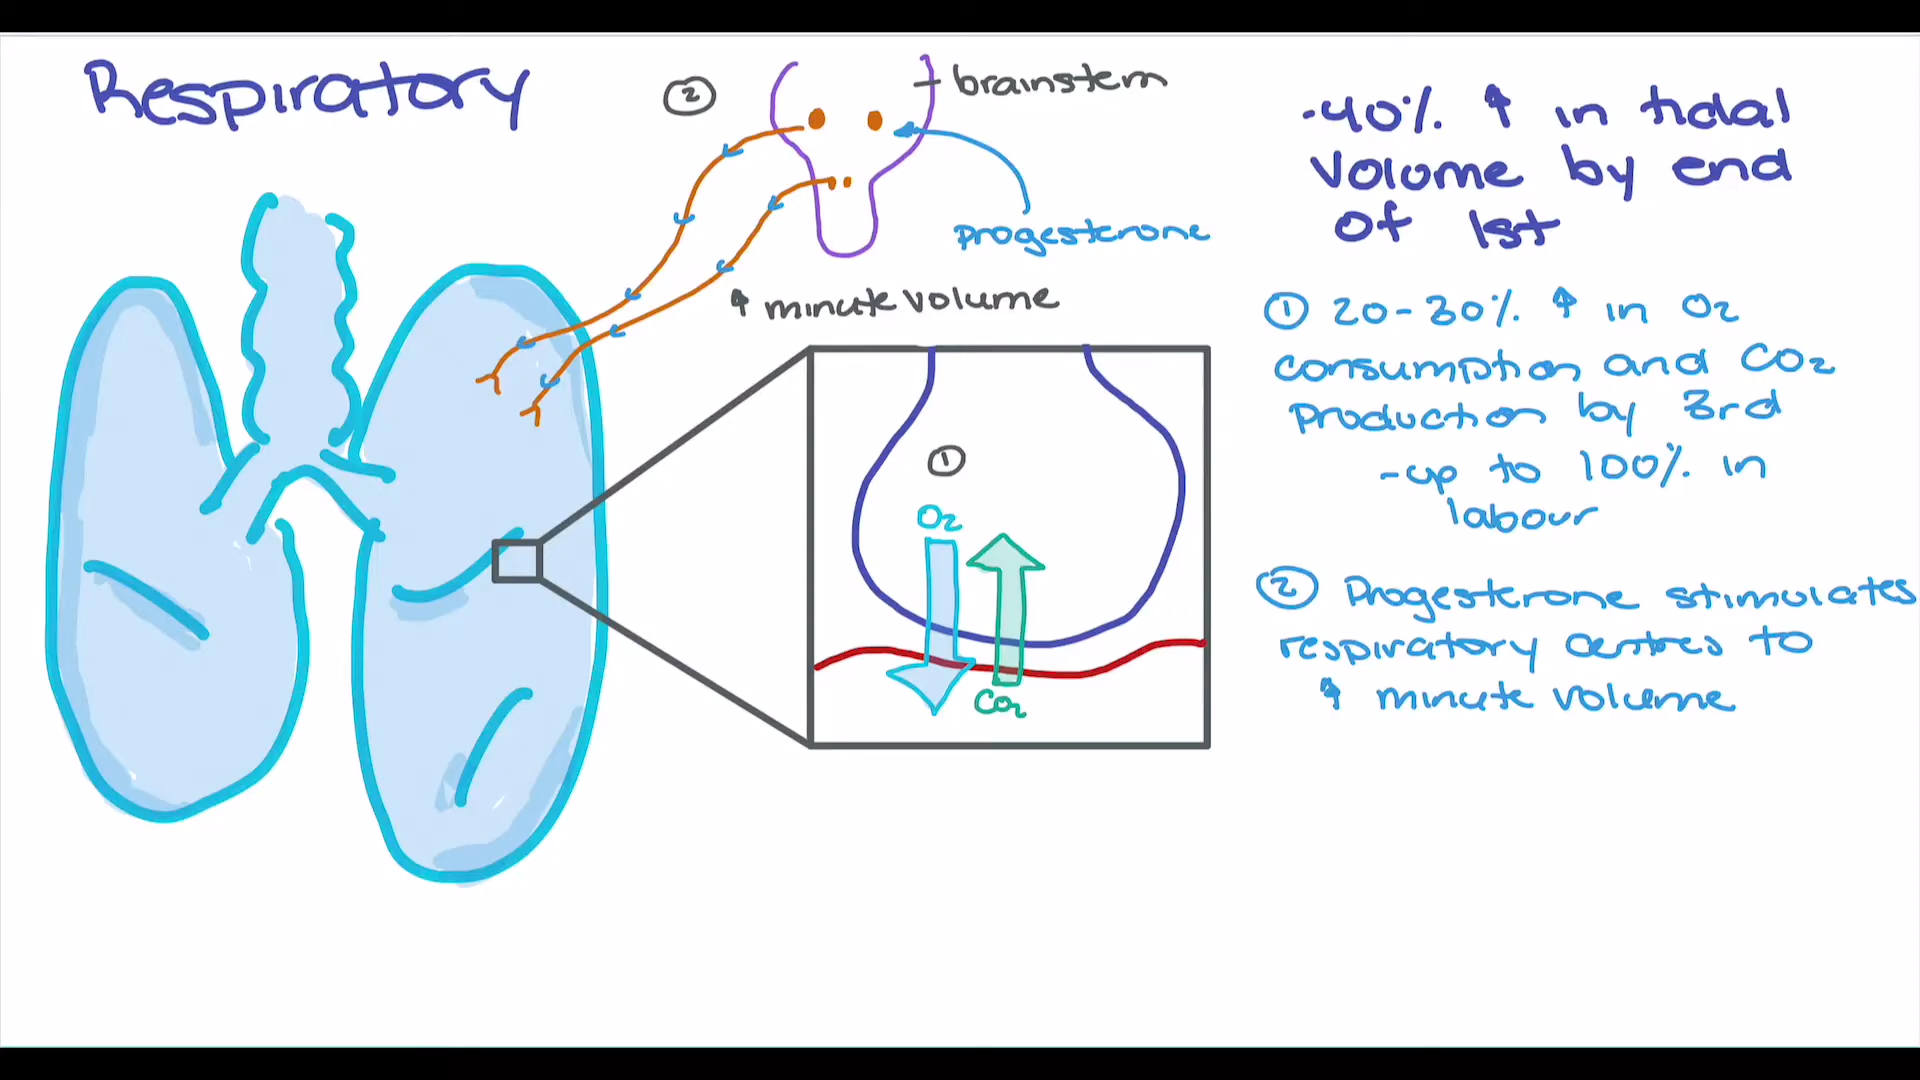 Respiratory
②
brainstem
progesterone
↑ minute volume
①
O₂
CO₂
-40% ↑ in tidal
volume by end
of 1st
① 20-30% ↑ in O₂
consumption and CO₂
production by 3rd
-up to 100% in
labour
② Progesterone stimulates
respiratory centres to
↑ minute volume